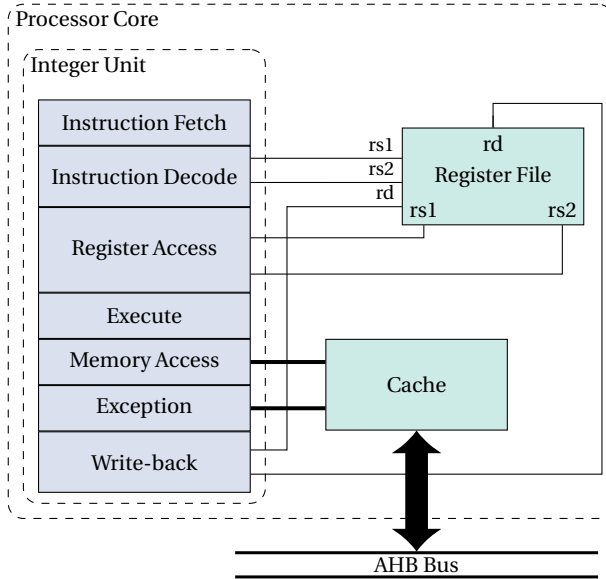 Processor Core
Integer Unit
Instruction Fetch
Instruction Decode
Register Access
Execute
Memory Access
Exception
Write-back
rs1
rs2
rd
rd
Register File
rs1 rs2
Cache
AHB Bus